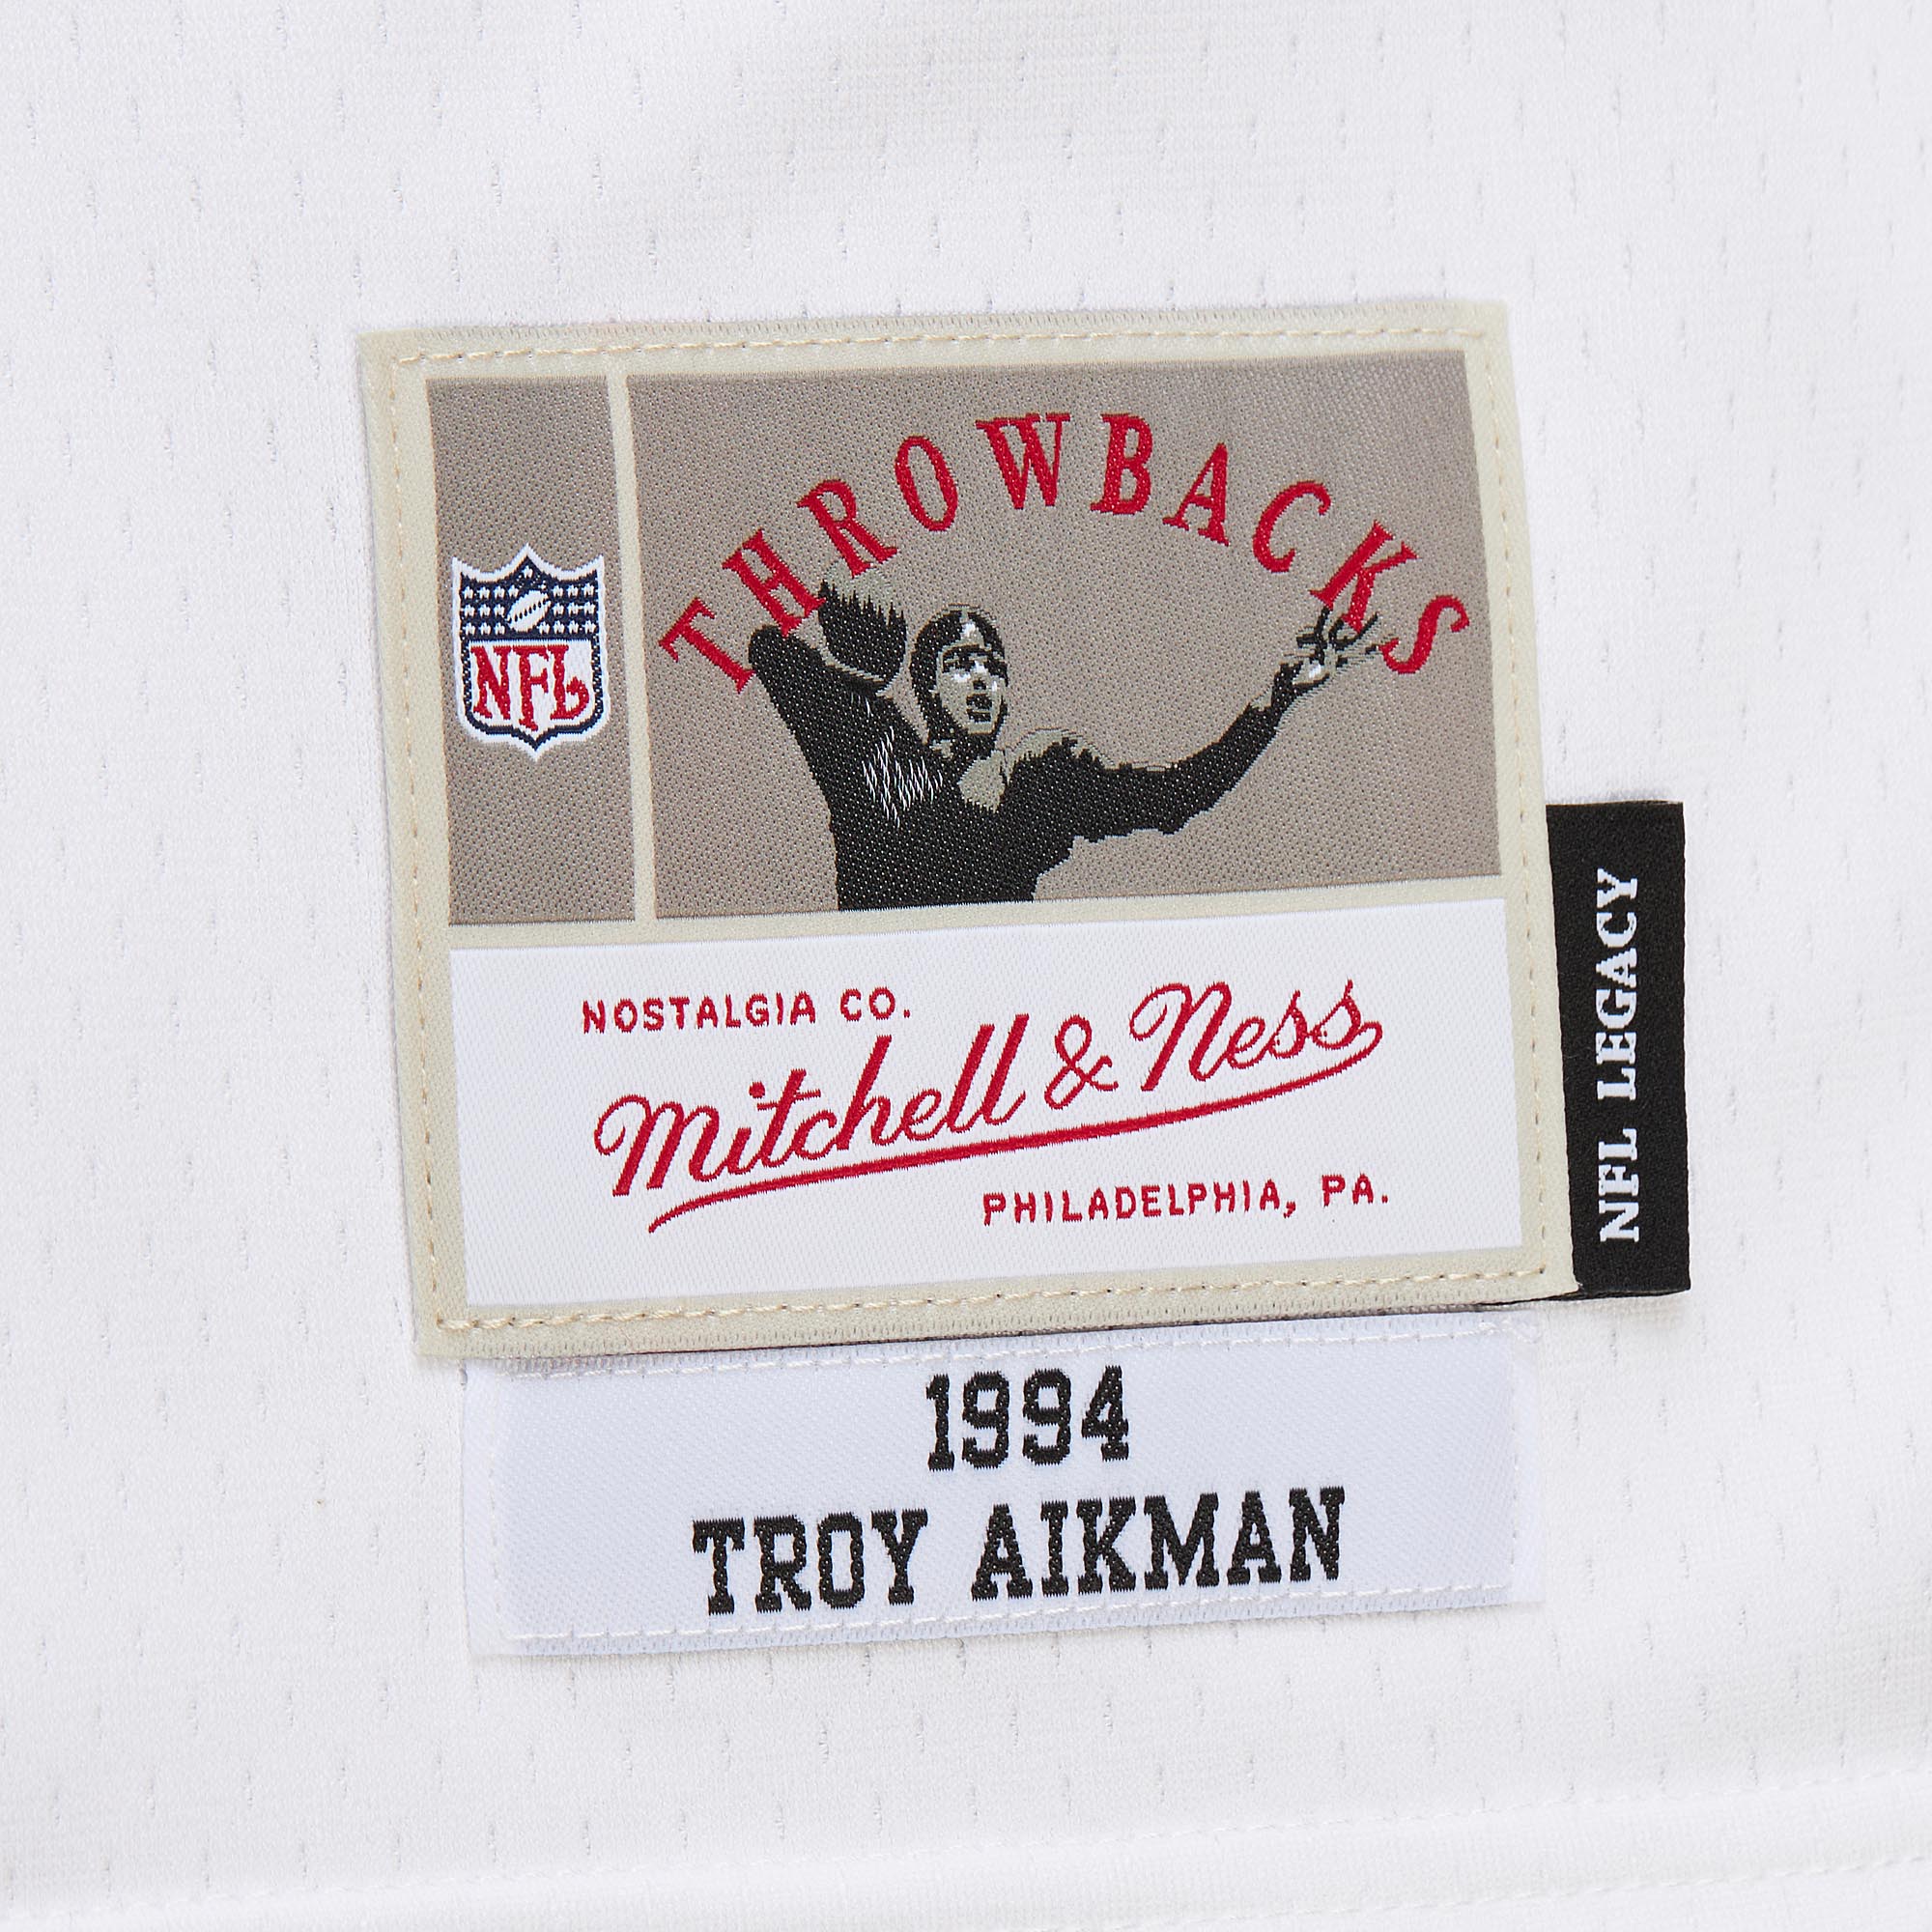 THROWBACKS
NFL
NOSTALGIA CO.
Mitchell & Ness
PHILADELPHIA, PA.
NFL LEGACY
1994
TROY AIKMAN